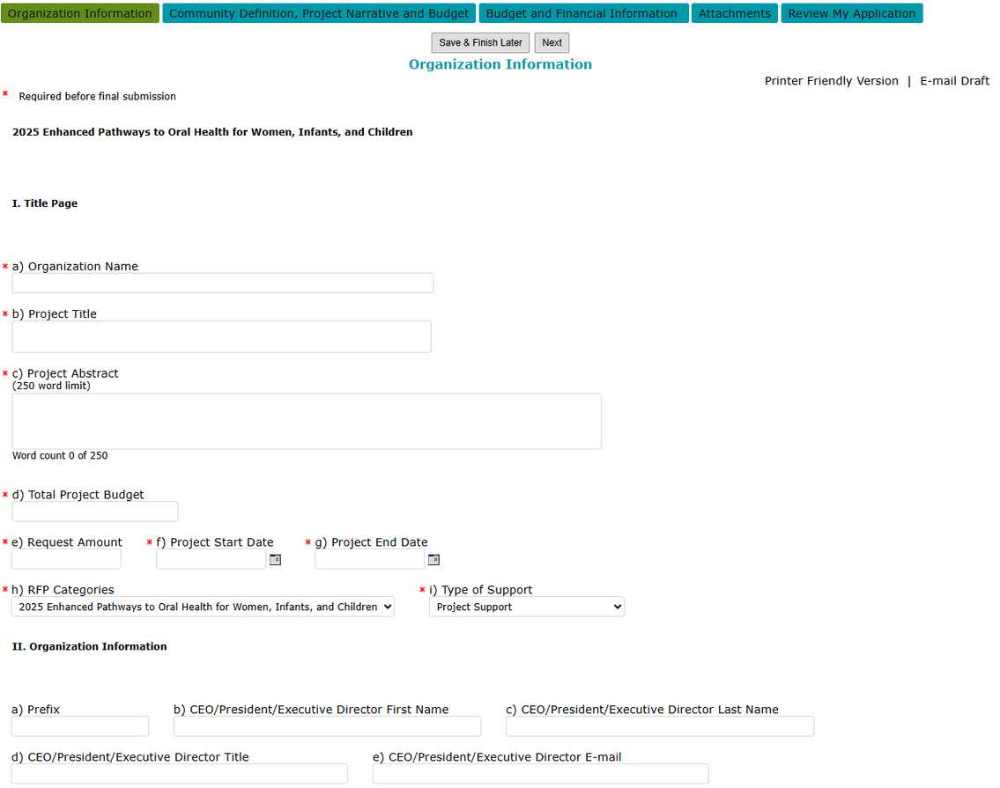 Organization Information Community Definition, Project Narrative and Budget Budget and Financial Information Attachments Review My Application
Save & Finish Later Next
Organization Information
Printer Friendly Version | E-mail Draft
* Required before final submission
2025 Enhanced Pathways to Oral Health for Women, Infants, and Children
I. Title Page
* a) Organization Name
* b) Project Title
* c) Project Abstract
(250 word limit)
Word count 0 of 250
* d) Total Project Budget
* e) Request Amount * f) Project Start Date * g) Project End Date
* h) RFP Categories * i) Type of Support
2025 Enhanced Pathways to Oral Health for Women, Infants, and Children Project Support
II. Organization Information
a) Prefix b) CEO/President/Executive Director First Name c) CEO/President/Executive Director Last Name
d) CEO/President/Executive Director Title e) CEO/President/Executive Director E-mail